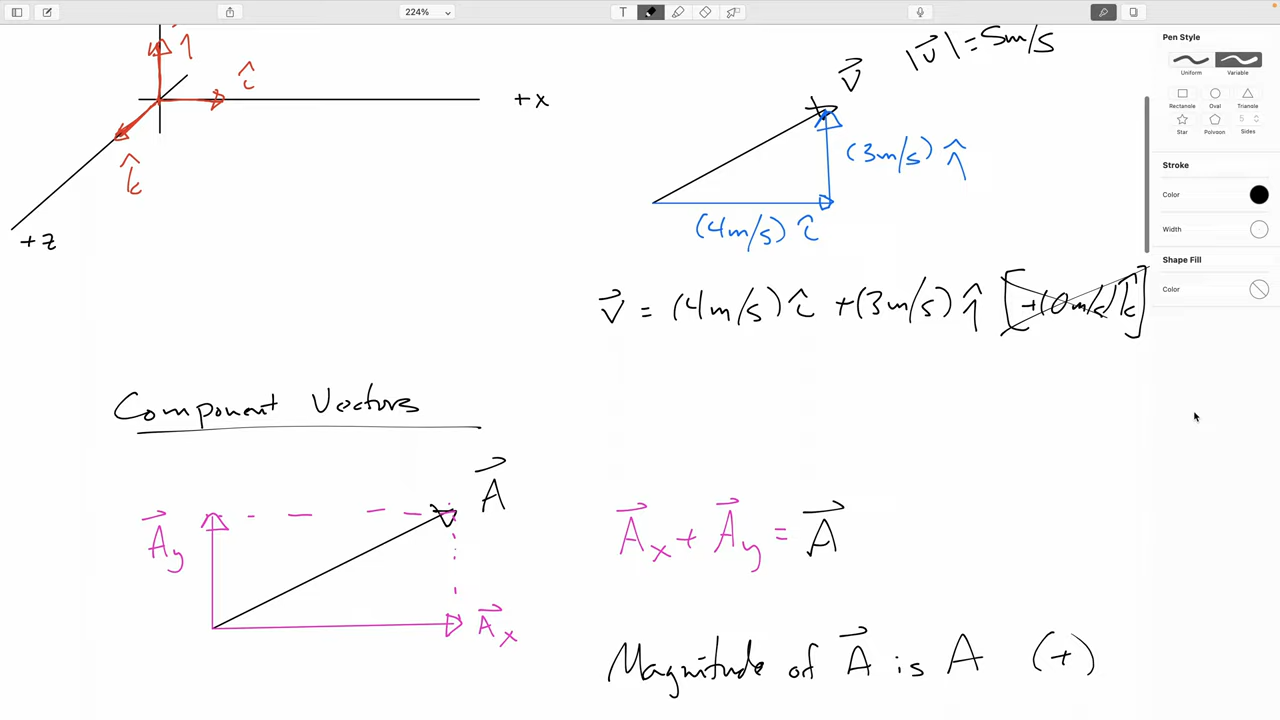 224%
T
Pen Style
Uniform
Variable
Rectangle
Oval
Triangle
Star
Polygon
5
Sides
Stroke
Color
Width
Shape Fill
Color
ĵ
î
k̂
+x
+z
|v⃗| = 5m/s
v⃗
(3m/s) ĵ
(4m/s) î
v⃗ = (4m/s) î + (3m/s) ĵ [+(0m/s) k̂]
Component Vectors
A⃗
A⃗y
A⃗x
A⃗x + A⃗y = A⃗
Magnitude of A⃗ is A (+)